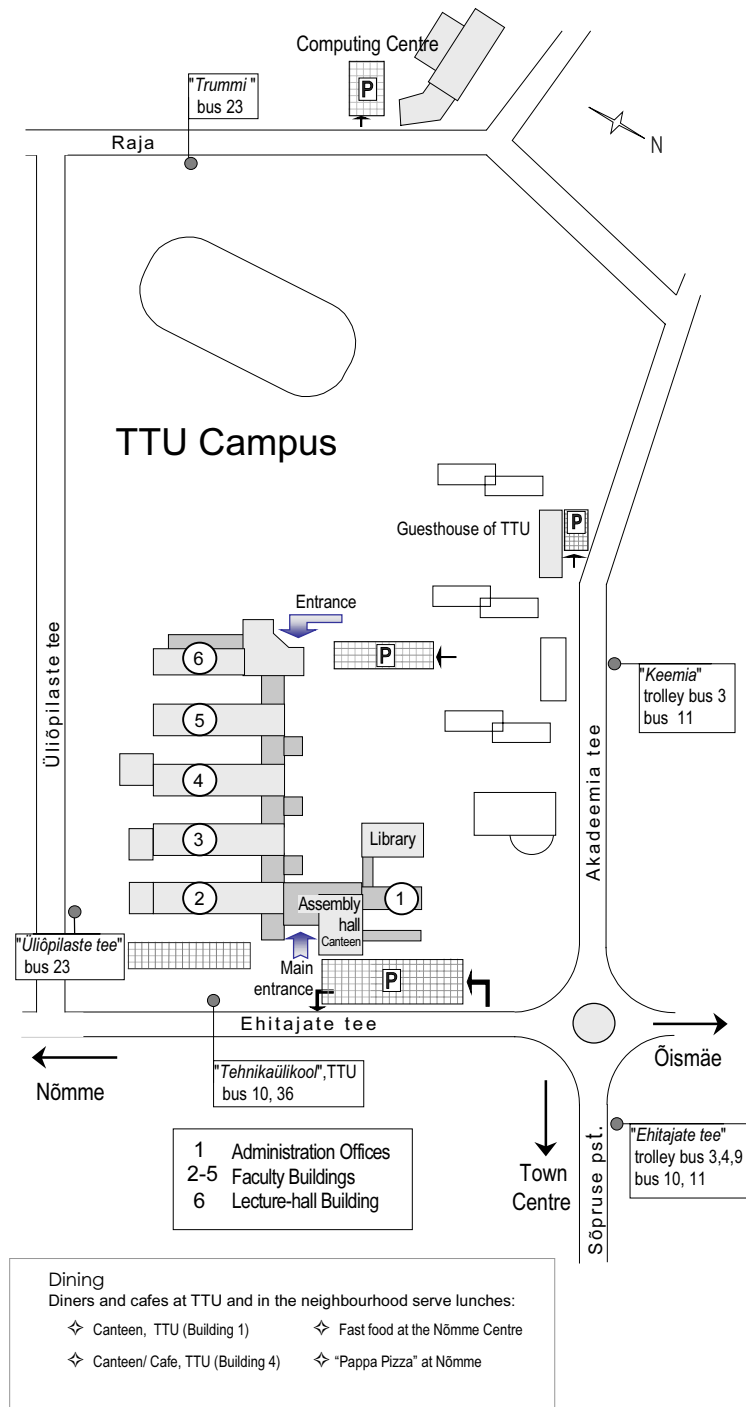 Computing Centre
"Trummi "
bus 23
P
Raja
N
TTU Campus
Guesthouse of TTU
P
Entrance
6
P
"Keemia"
trolley bus 3
bus 11
5
Üliôpilaste tee
4
Akadeemia tee
3
Library
2
Assembly
hall
Canteen
1
"Üliôpilaste tee"
bus 23
Main
entrance
P
Ehitajate tee
Nõmme
Õismäe
"Tehnikaülikool",TTU
bus 10, 36
"Ehitajate tee"
trolley bus 3,4,9
bus 10, 11
Town
Centre
Sôpruse pst.
1 Administration Offices
2-5 Faculty Buildings
6 Lecture-hall Building
Dining
Diners and cafes at TTU and in the neighbourhood serve lunches:
Canteen, TTU (Building 1)
Fast food at the Nõmme Centre
Canteen/ Cafe, TTU (Building 4)
“Pappa Pizza” at Nõmme